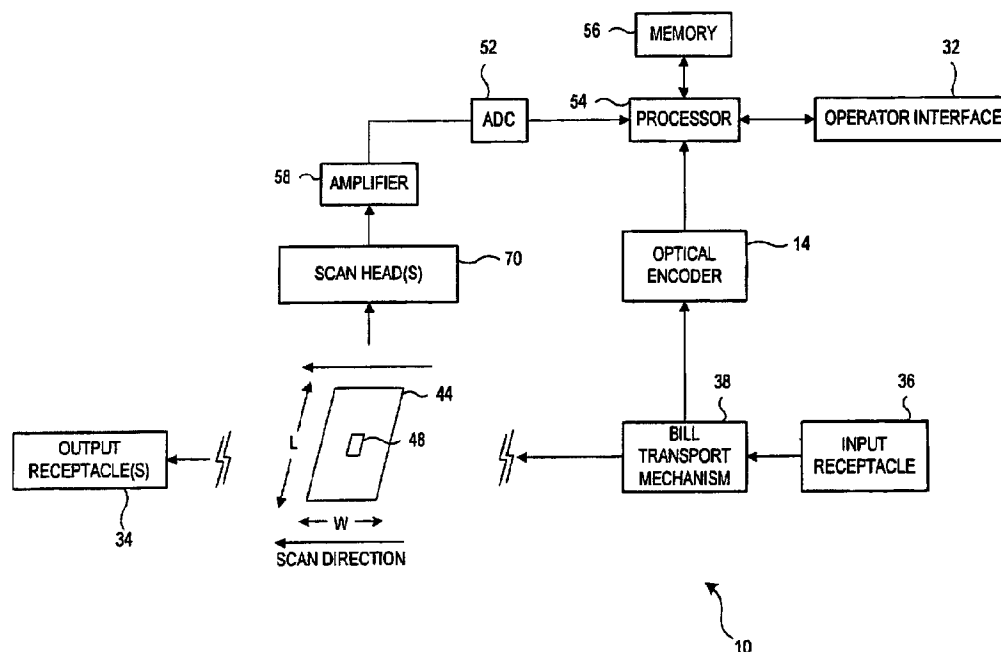 56
MEMORY
52
54
32
ADC
PROCESSOR
OPERATOR INTERFACE
58
AMPLIFIER
70
SCAN HEAD(S)
14
OPTICAL
ENCODER
44
48
L
W
SCAN DIRECTION
38
36
BILL
TRANSPORT
MECHANISM
INPUT
RECEPTACLE
OUTPUT
RECEPTACLE(S)
34
10